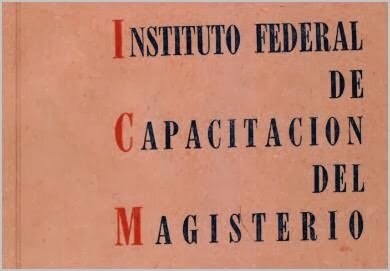 INSTITUTO FEDERAL
DE
CAPACITACION
DEL
MAGISTERIO